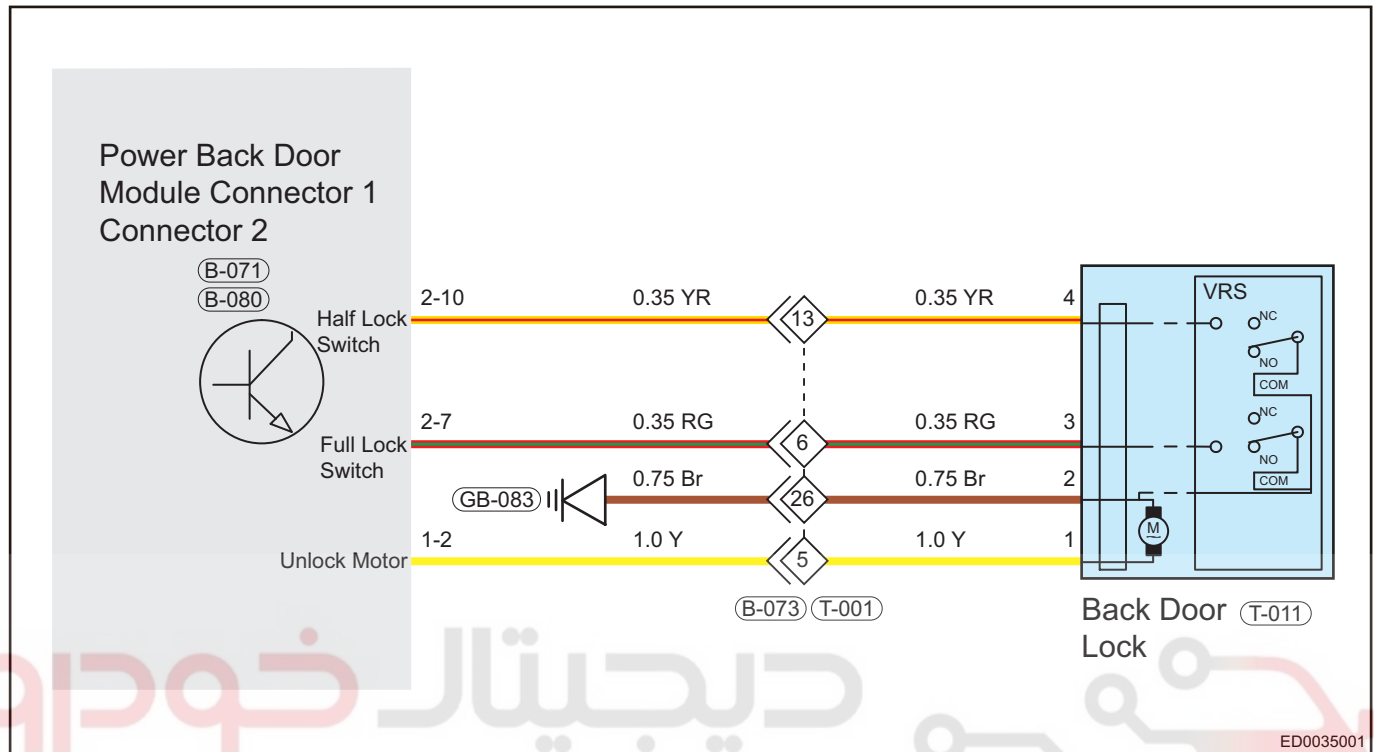 Power Back Door
Module Connector 1
Connector 2
B-071
B-080
Half Lock
Switch
2-10
0.35 YR
13
0.35 YR
4
Full Lock
Switch
2-7
0.35 RG
6
0.35 RG
3
GB-083
0.75 Br
26
0.75 Br
2
Unlock Motor
1-2
1.0 Y
5
1.0 Y
1
B-073
T-001
VRS
NC
NO
COM
NC
NO
COM
M
Back Door
Lock
T-011
دیجیتال خودرو
ED0035001